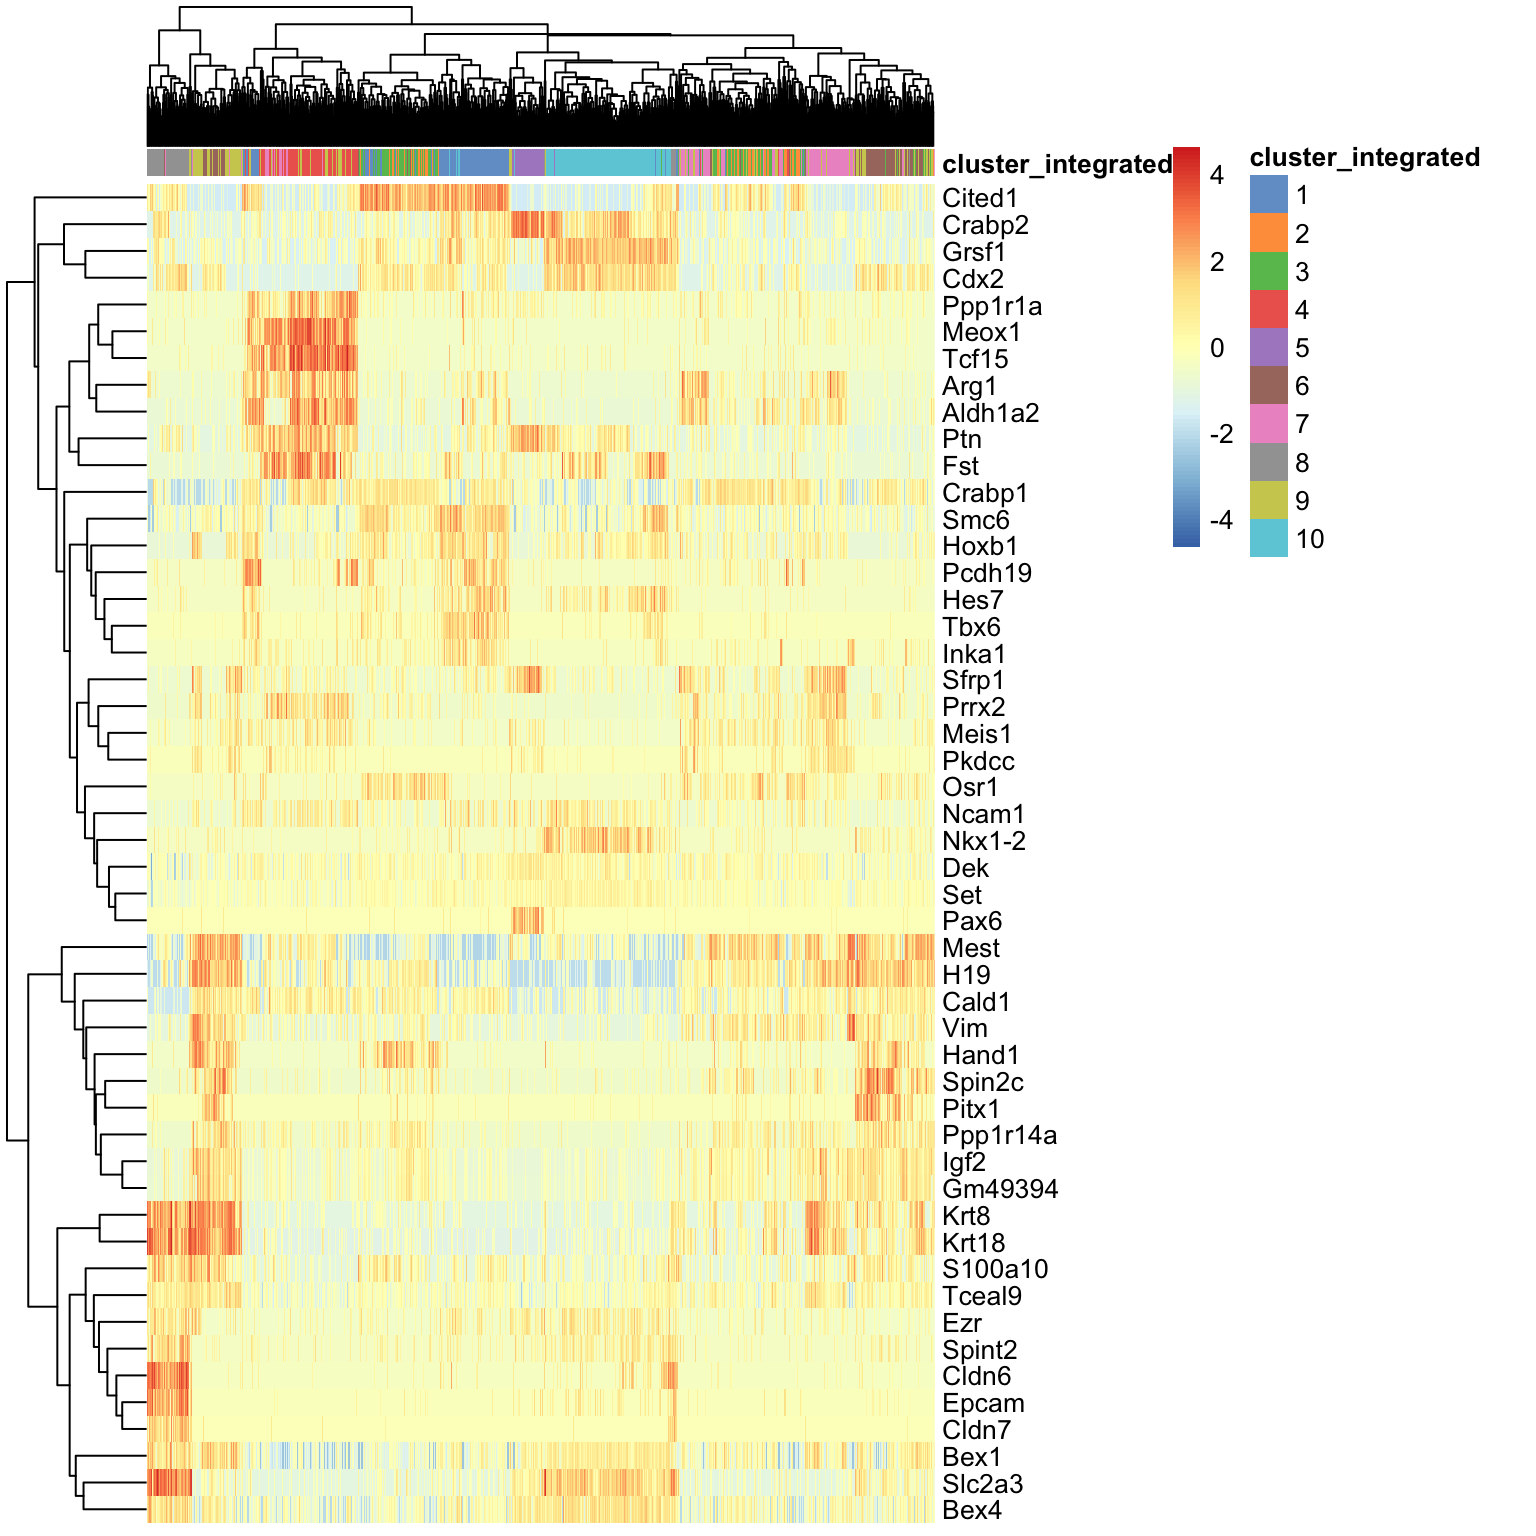 cluster_integrated
cluster_integrated
4
2
0
-2
-4
1
2
3
4
5
6
7
8
9
10
Cited1
Crabp2
Grsf1
Cdx2
Ppp1r1a
Meox1
Tcf15
Arg1
Aldh1a2
Ptn
Fst
Crabp1
Smc6
Hoxb1
Pcdh19
Hes7
Tbx6
Inka1
Sfrp1
Prrx2
Meis1
Pkdcc
Osr1
Ncam1
Nkx1-2
Dek
Set
Pax6
Mest
H19
Cald1
Vim
Hand1
Spin2c
Pitx1
Ppp1r14a
Igf2
Gm49394
Krt8
Krt18
S100a10
Tceal9
Ezr
Spint2
Cldn6
Epcam
Cldn7
Bex1
Slc2a3
Bex4